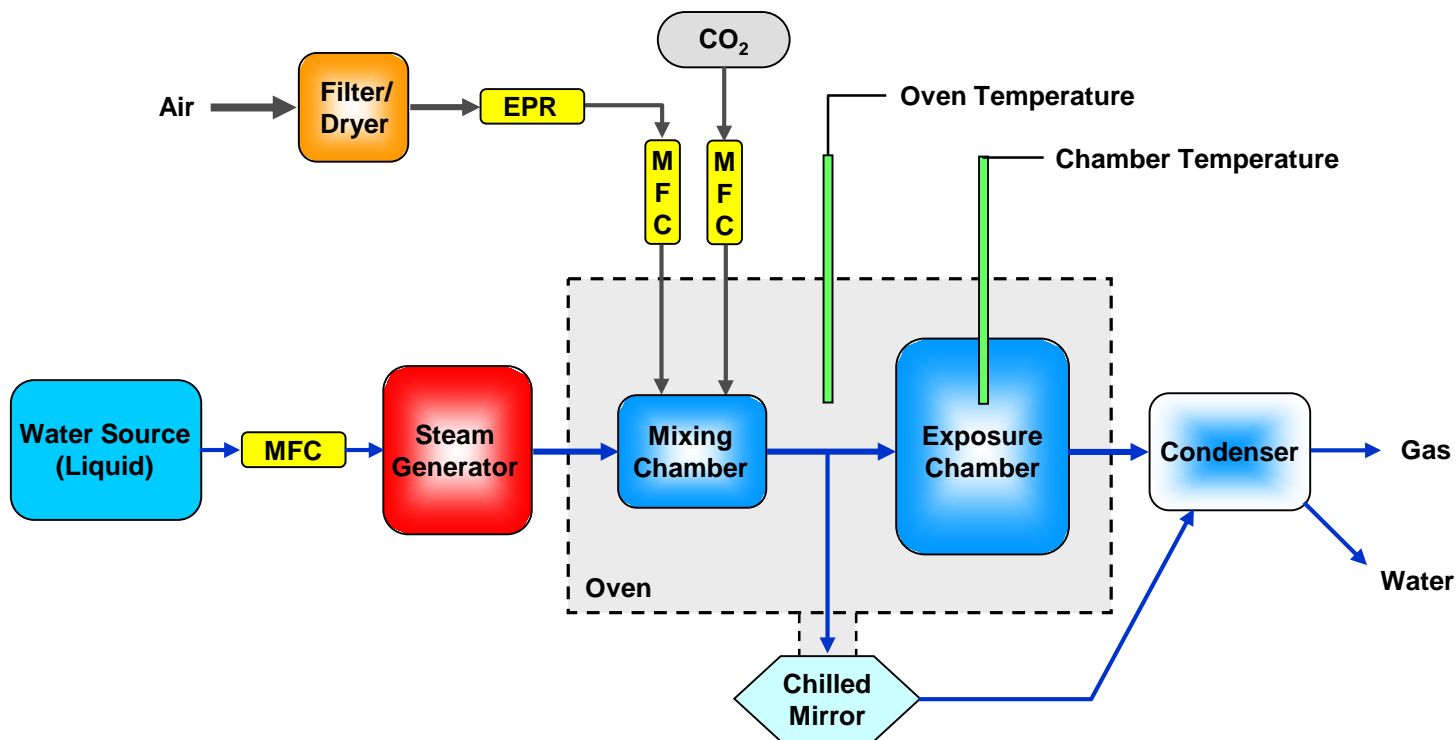 CO₂
Air
Filter/
Dryer
EPR
Oven Temperature
M
F
C
M
F
C
Chamber Temperature
Water Source
(Liquid)
MFC
Steam
Generator
Mixing
Chamber
Exposure
Chamber
Condenser
Gas
Water
Oven
Chilled
Mirror